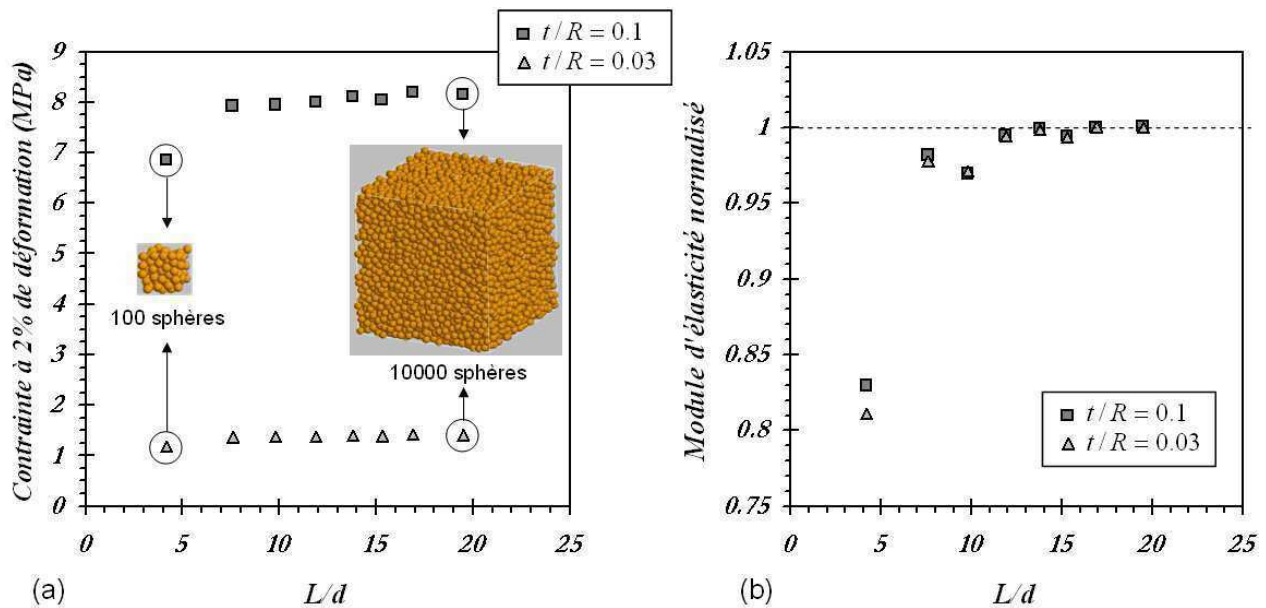 t / R = 0.1
t / R = 0.03
Contrainte à 2% de déformation (MPa)
9
8
7
6
5
4
3
2
1
0
100 sphères
10000 sphères
0 5 10 15 20 25
(a)
L/d
Module d'élasticité normalisé
1.05
1
0.95
0.9
0.85
0.8
0.75
t / R = 0.1
t / R = 0.03
0 5 10 15 20 25
(b)
L/d